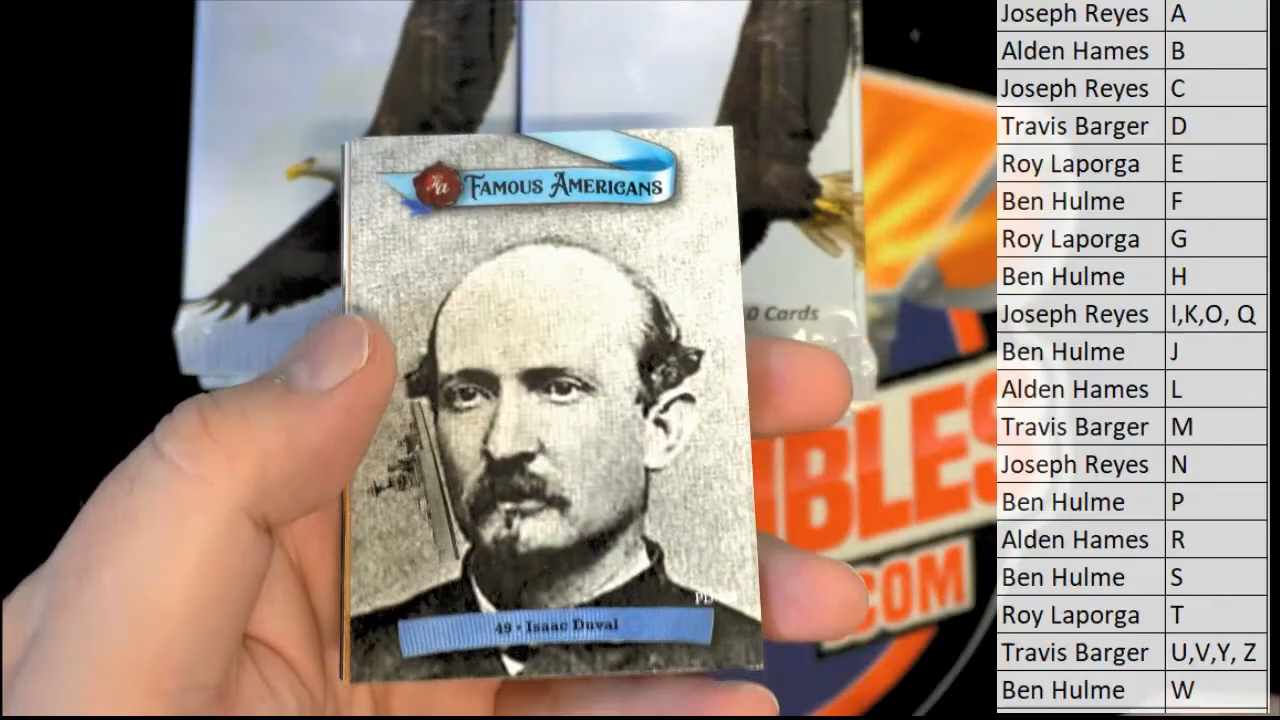 Fa FAMOUS AMERICANS
0 Cards
BLES
.COM
49 - Isaac Duval
Joseph Reyes A
Alden Hames B
Joseph Reyes C
Travis Barger D
Roy Laporga E
Ben Hulme F
Roy Laporga G
Ben Hulme H
Joseph Reyes I,K,O, Q
Ben Hulme J
Alden Hames L
Travis Barger M
Joseph Reyes N
Ben Hulme P
Alden Hames R
Ben Hulme S
Roy Laporga T
Travis Barger U,V,Y, Z
Ben Hulme W